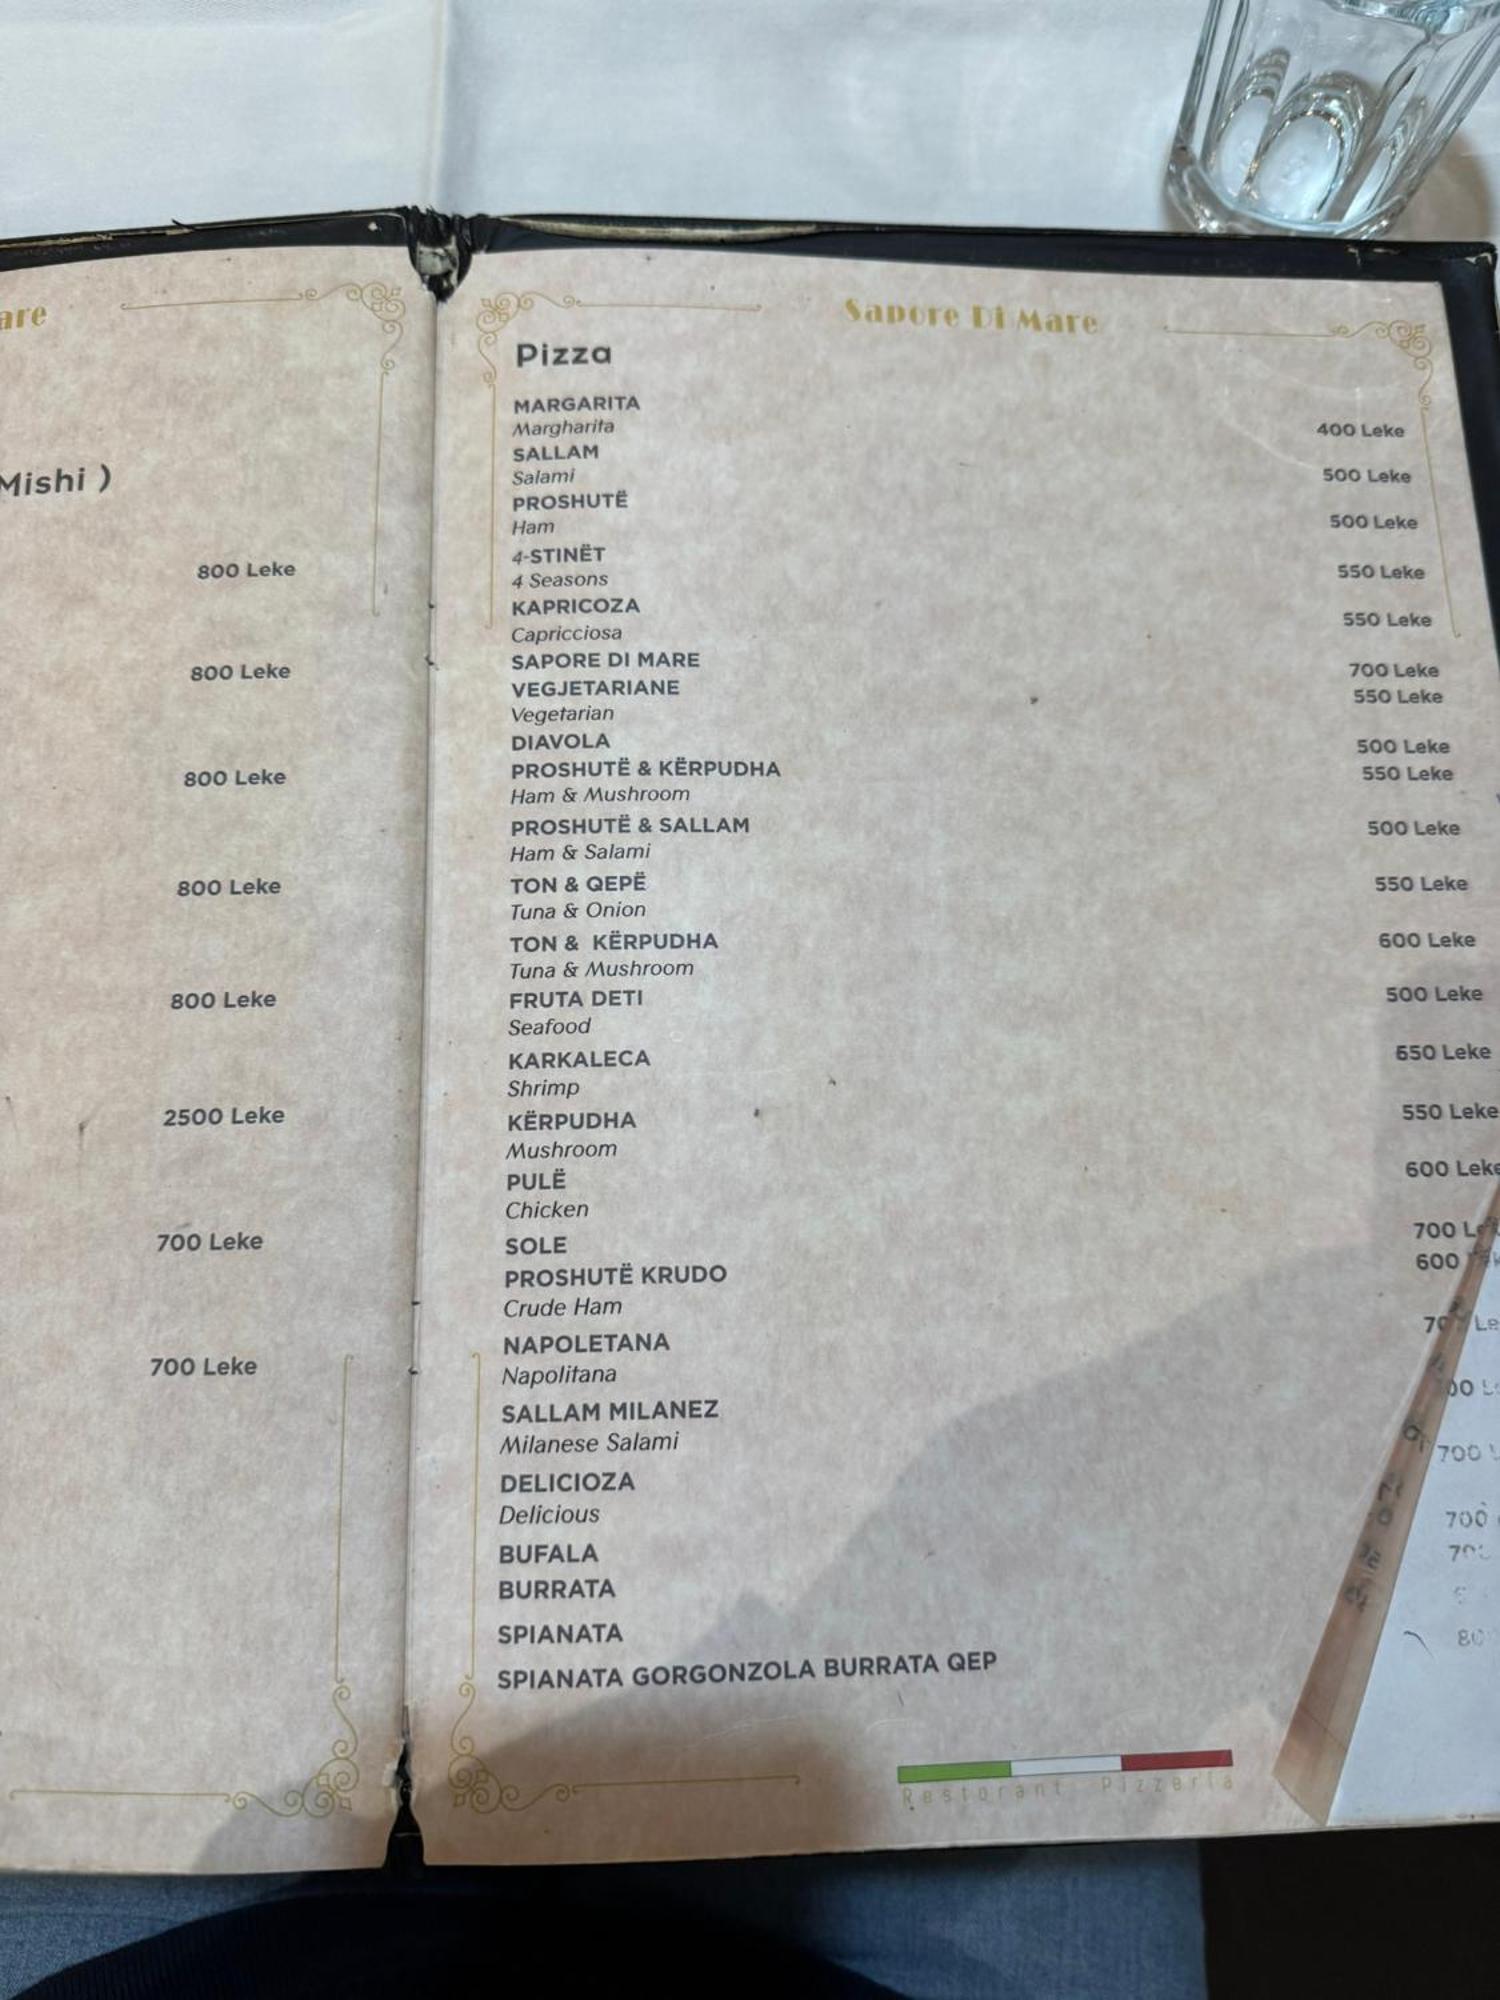 are
Mishi )
800 Leke
800 Leke
800 Leke
800 Leke
800 Leke
2500 Leke
700 Leke
700 Leke
Sapore Di Mare
Pizza
MARGARITA
Margharita 400 Leke
SALLAM
Salami 500 Leke
PROSHUTË
Ham 500 Leke
4-STINËT
4 Seasons 550 Leke
KAPRICOZA
Capricciosa 550 Leke
SAPORE DI MARE 700 Leke
VEGJETARIANE 550 Leke
Vegetarian
DIAVOLA 500 Leke
PROSHUTË & KËRPUDHA 550 Leke
Ham & Mushroom
PROSHUTË & SALLAM 500 Leke
Ham & Salami
TON & QEPË 550 Leke
Tuna & Onion
TON & KËRPUDHA 600 Leke
Tuna & Mushroom
FRUTA DETI 500 Leke
Seafood
KARKALECA 650 Leke
Shrimp
KËRPUDHA 550 Leke
Mushroom
PULË 600 Leke
Chicken
SOLE 700
PROSHUTË KRUDO 600
Crude Ham
NAPOLETANA
Napolitana
SALLAM MILANEZ
Milanese Salami
DELICIOZA 700
Delicious
BUFALA 700
BURRATA
SPIANATA
SPIANATA GORGONZOLA BURRATA QEP
Restorant Pizzeria